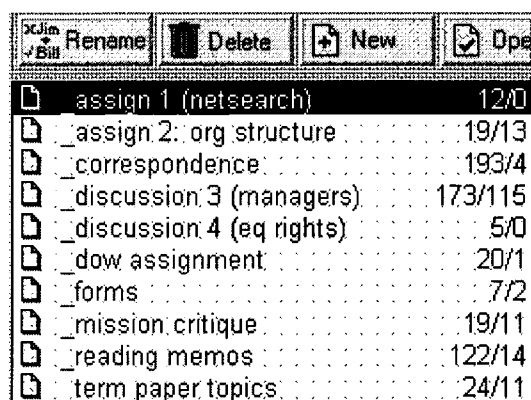 XJim
√Bill Rename Delete New Ope
_assign 1 (netsearch) 12/0
_assign 2: org structure 19/13
_correspondence 193/4
_discussion 3 (managers) 173/115
_discussion 4 (eq rights) 5/0
_dow assignment 20/1
_forms 7/2
_mission critique 19/11
_reading memos 122/14
_term paper topics 24/11